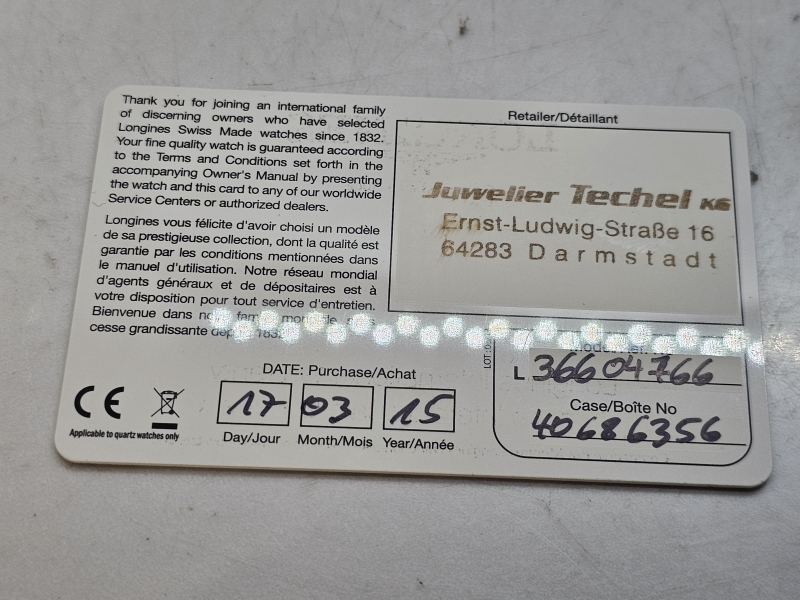 Thank you for joining an international family
of discerning owners who have selected
Longines Swiss Made watches since 1832.
Your fine quality watch is guaranteed according
to the Terms and Conditions set forth in the
accompanying Owner's Manual by presenting
the watch and this card to any of our worldwide
Service Centers or authorized dealers.
Longines vous félicite d'avoir choisi un modèle
de sa prestigieuse collection, dont la qualité est
garantie par les conditions mentionnées dans
le manuel d'utilisation. Notre réseau mondial
d'agents généraux et de dépositaires est à
votre disposition pour tout service d'entretien.
Bienvenue dans
cesse grandissante 1832
Retailer/Détaillant
Juwelier Techel KG
Ernst-Ludwig-Straße 16
64283 Darmstadt
DATE: Purchase/Achat
17 03 15
Day/Jour Month/Mois Year/Année
CE
Applicable to quartz watches only
L 36604766
Case/Boîte No
40686356